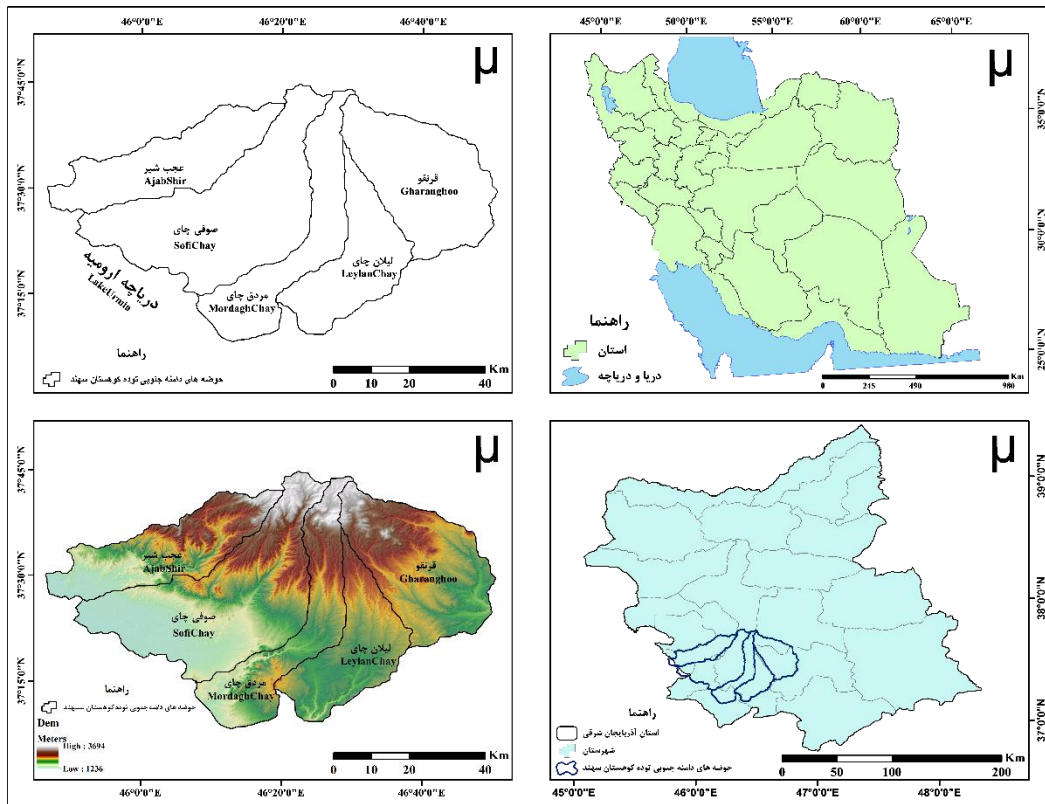 46°0'0"E 46°20'0"E 46°40'0"E
37°45'0"N
37°30'0"N
37°15'0"N
µ
عجب شیر
AjabShir
قرنقو
Gharanghoo
صوفی چای
SofiChay
لیلان چای
LeylanChay
مردق چای
MordaghChay
دریاچه ارومیه
LakeUrmia
راهنما
حوضه های دامنه جنوبی توده کوهستان سهند
Km
0 10 20 40
45°0'0"E 50°0'0"E 55°0'0"E 60°0'0"E 65°0'0"E
µ
35°0'0"N
30°0'0"N
25°0'0"N
راهنما
استان
دریا و دریاچه
Km
0 215 430 860
37°45'0"N
37°30'0"N
37°15'0"N
µ
عجب شیر
AjabShir
قرنقو
Gharanghoo
صوفی چای
SofiChay
لیلان چای
LeylanChay
مردق چای
MordaghChay
راهنما
حوضه های دامنه جنوبی توده کوهستان سهند
Dem
Meters
High : 3694
Low : 1236
Km
0 10 20 40
46°0'0"E 46°20'0"E 46°40'0"E
µ
39°0'0"N
38°0'0"N
37°0'0"N
راهنما
استان آذربایجان شرقی
شهرستان
حوضه های دامنه جنوبی توده کوهستان سهند
Km
0 50 100 200
45°0'0"E 46°0'0"E 47°0'0"E 48°0'0"E